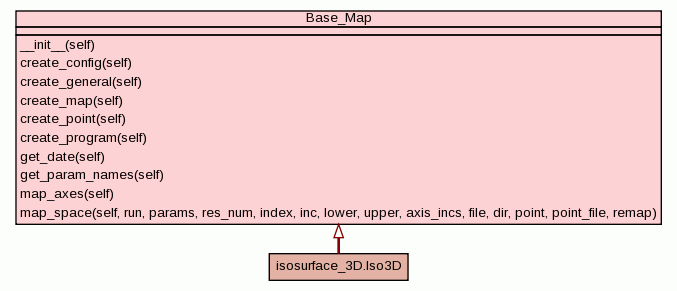 Base_Map
__init__(self)
create_config(self)
create_general(self)
create_map(self)
create_point(self)
create_program(self)
get_date(self)
get_param_names(self)
map_axes(self)
map_space(self, run, params, res_num, index, inc, lower, upper, axis_incs, file, dir, point, point_file, remap)
isosurface_3D.Iso3D